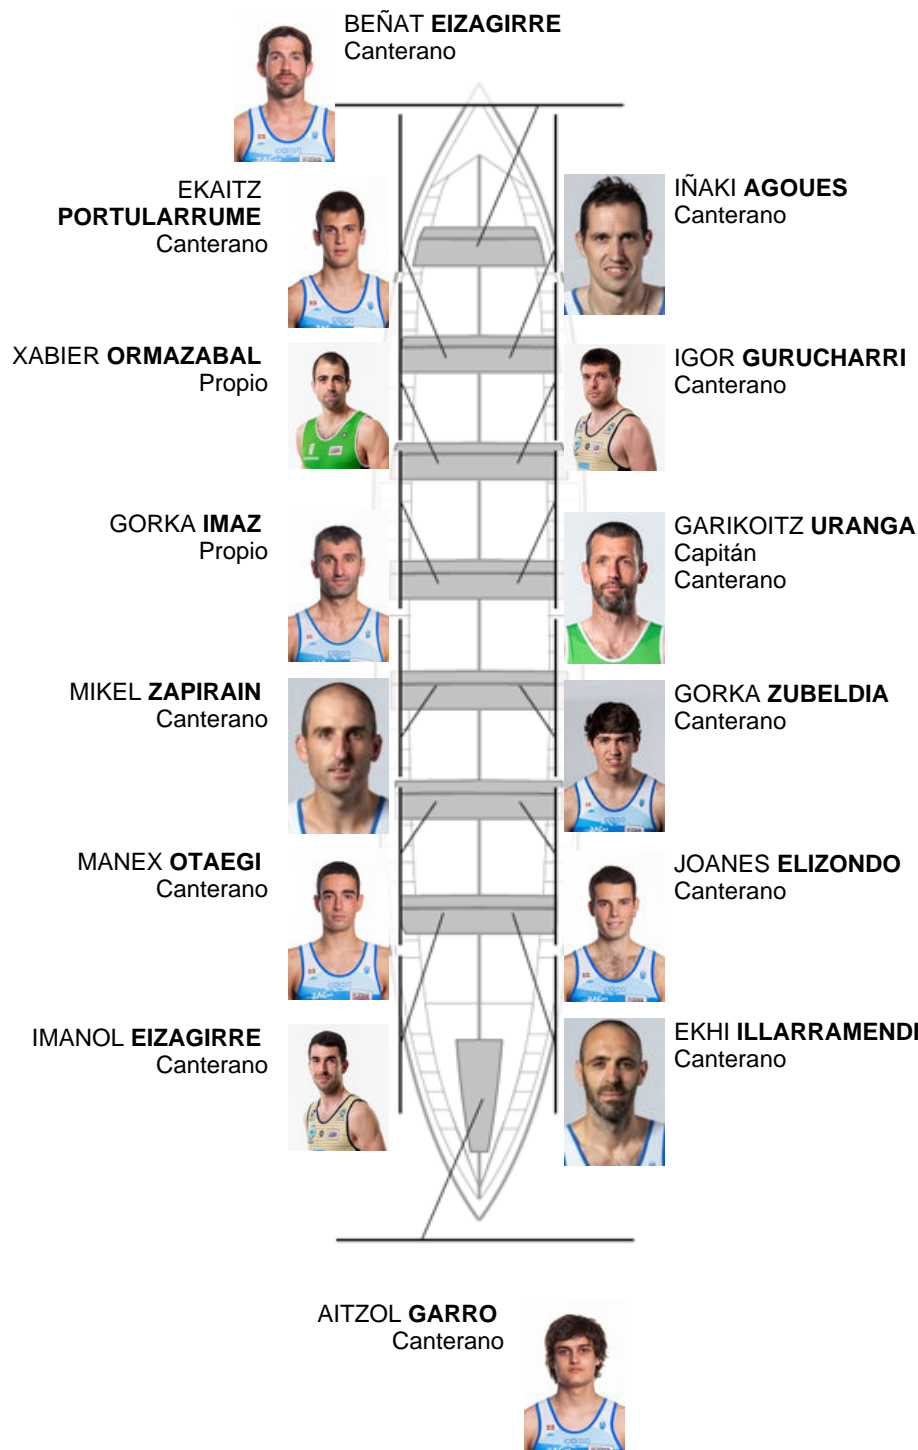 BEÑAT EIZAGIRRE
Canterano
EKAITZ
PORTULARRUME
Canterano
IÑAKI AGOUES
Canterano
XABIER ORMAZABAL
Propio
IGOR GURUCHARRI
Canterano
GORKA IMAZ
Propio
GARIKOITZ URANGA
Capitán
Canterano
MIKEL ZAPIRAIN
Canterano
GORKA ZUBELDIA
Canterano
MANEX OTAEGI
Canterano
JOANES ELIZONDO
Canterano
IMANOL EIZAGIRRE
Canterano
EKHI ILLARRAMENDI
Canterano
AITZOL GARRO
Canterano